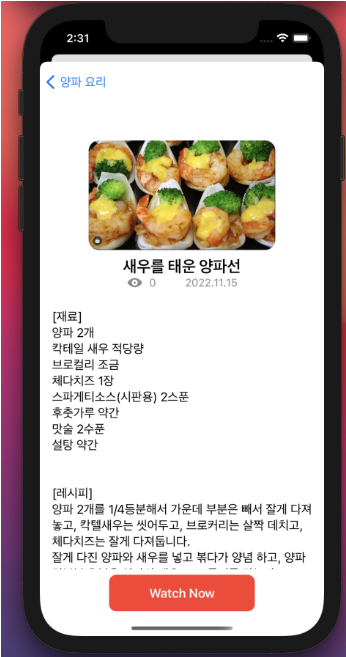 2:31
양파 요리
새우를 태운 양파선
0
2022.11.15
[재료]
양파 2개
칵테일 새우 적당량
브로컬리 조금
체다치즈 1장
스파게티소스(시판용) 2스푼
후춧가루 약간
맛술 2수푼
설탕 약간
[레시피]
양파 2개를 1/4등분해서 가운데 부분은 빼서 잘게 다져
놓고, 칵텔새우는 씻어두고, 브로커리는 살짝 데치고,
체다치즈는 잘게 다져둡니다.
잘게 다진 양파와 새우를 넣고 볶다가 양념 하고, 양파
Watch Now